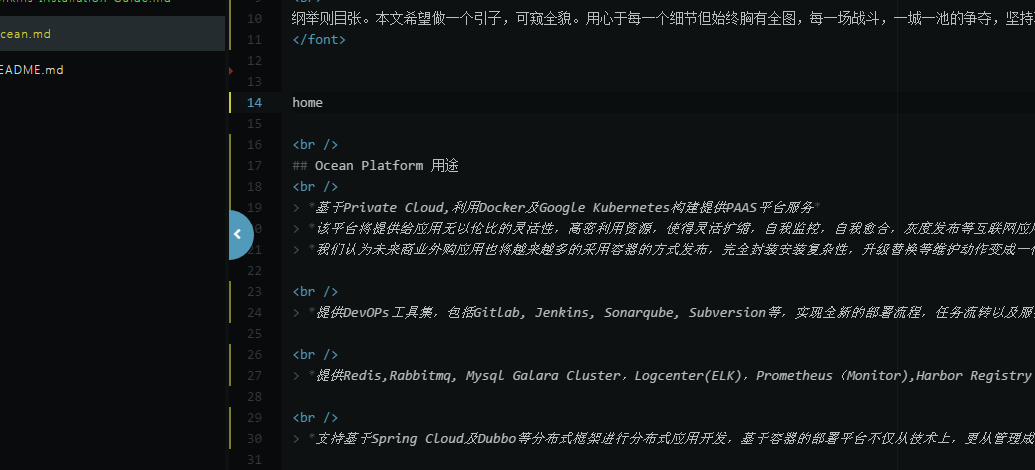 ocean.md
README.md
10 纲举则目张。本文希望做一个引子，可窥全貌。用心于每一个细节但始终胸有全图，每一场战斗，一城一池的争夺，坚持
11 </font>
12
13
14 home
15
16 <br />
17 ## Ocean Platform 用途
18 <br />
19 > *基于Private Cloud,利用Docker及Google Kubernetes构建提供PAAS平台服务*
> *该平台将提供给应用无以伦比的灵活性，高密利用资源，使得灵活扩缩，自我监控，自我愈合，灰度发布等互联网应
21 > *我们认为未来商业外购应用也将越来越多的采用容器的方式发布，完全封装安装复杂性，升级替换等维护动作变成一
22
23 <br />
24 > *提供DevOPs工具集，包括Gitlab, Jenkins, Sonarqube, Subversion等，实现全新的部署流程，任务流转以及服
25
26 <br />
27 > *提供Redis,Rabbitmq, Mysql Galara Cluster，Logcenter(ELK)，Prometheus（Monitor),Harbor Registry
28
29 <br />
30 > *支持基于Spring Cloud及Dubbo等分布式框架进行分布式应用开发，基于容器的部署平台不仅从技术上，更从管理成
31